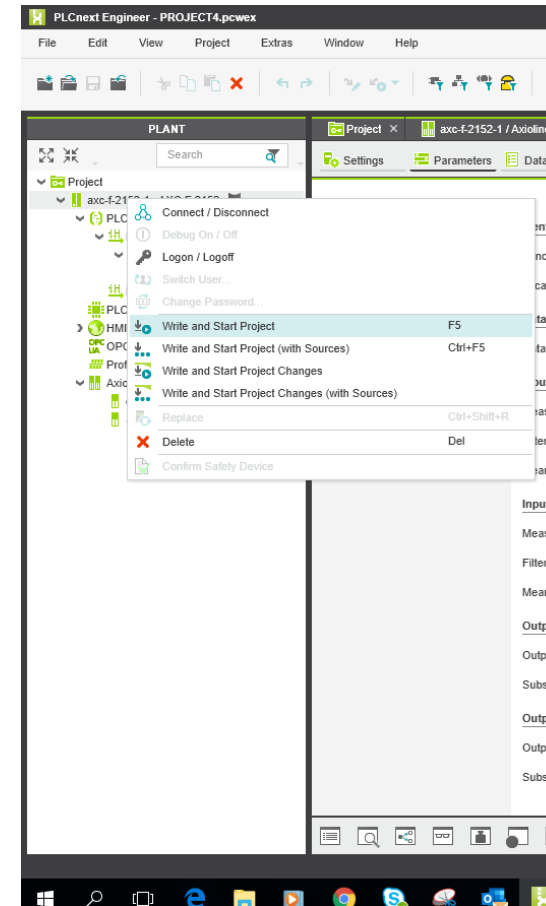 PLCnext Engineer - PROJECT4.pcwex
File Edit View Project Extras Window Help
PLANT
Project
axc-f-2152-1 / Axioline
Search
Settings Parameters Data
Project
Connect / Disconnect
PLC
Debug On / Off
Logon / Logoff
Switch User...
Change Password...
PLC
HMI
Write and Start Project F5
OPC UA OPC
Write and Start Project (with Sources) Ctrl+F5
Prof
Write and Start Project Changes
Axio
Write and Start Project Changes (with Sources)
Replace Ctrl+Shift+R
Delete Del
Confirm Safety Device
Inpu
Meas
Filter
Mean
Outp
Outp
Subs
Outp
Outp
Subs